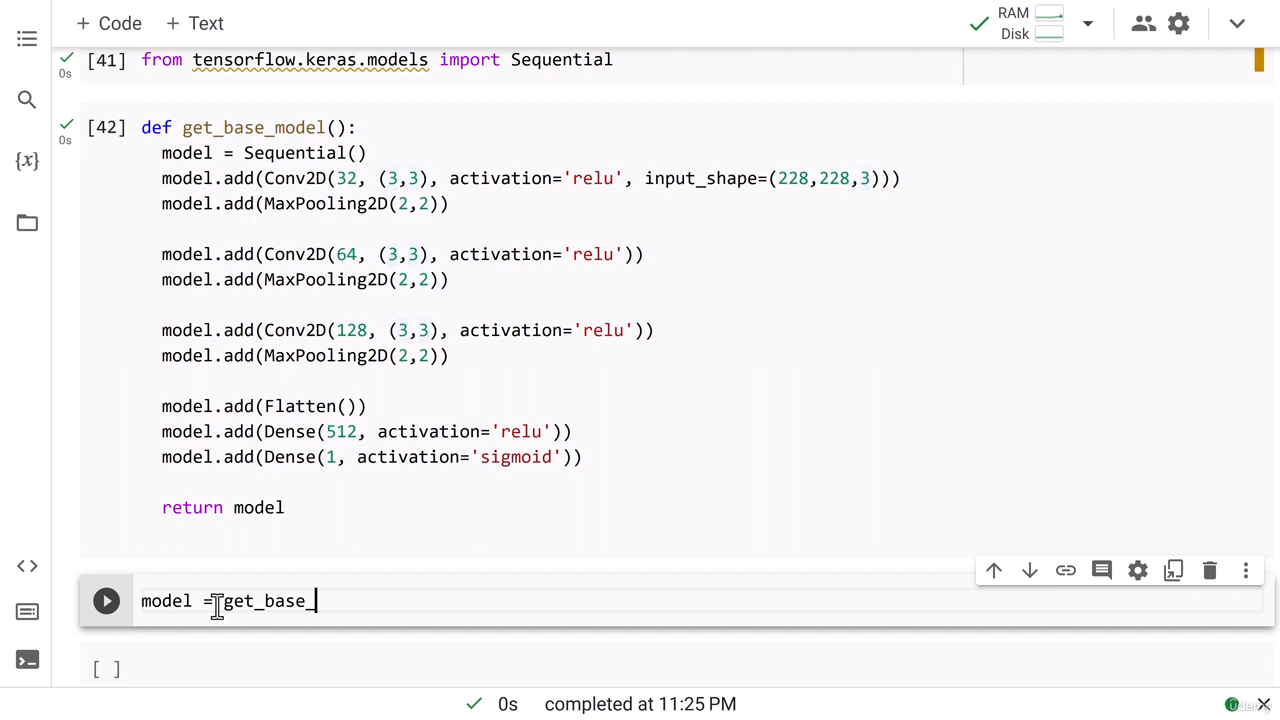 + Code + Text
RAM
Disk
[41] from tensorflow.keras.models import Sequential
0s
[42] def get_base_model():
0s
model = Sequential()
model.add(Conv2D(32, (3,3), activation='relu', input_shape=(228,228,3)))
model.add(MaxPooling2D(2,2))
model.add(Conv2D(64, (3,3), activation='relu'))
model.add(MaxPooling2D(2,2))
model.add(Conv2D(128, (3,3), activation='relu'))
model.add(MaxPooling2D(2,2))
model.add(Flatten())
model.add(Dense(512, activation='relu'))
model.add(Dense(1, activation='sigmoid'))
return model
model = get_base_
[ ]
0s completed at 11:25 PM
udemy